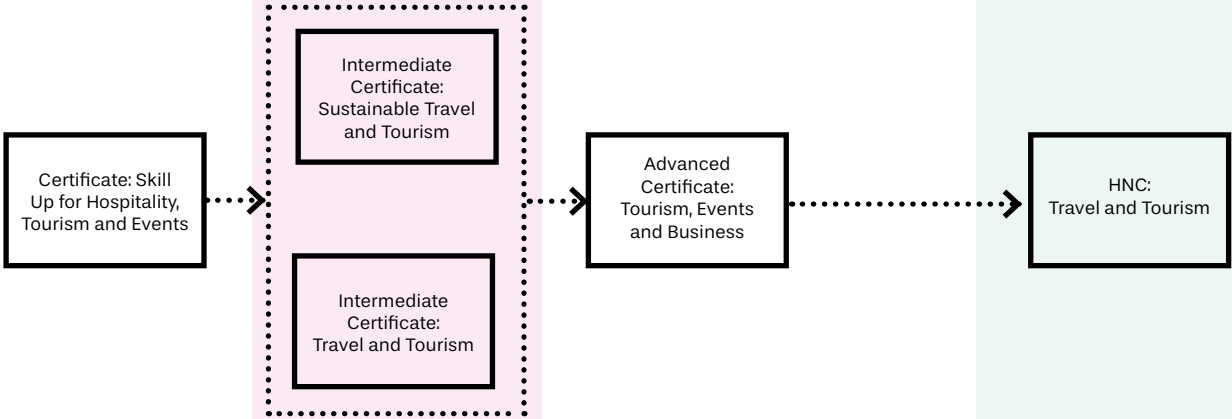 Certificate: Skill
Up for Hospitality,
Tourism and Events
Intermediate
Certificate:
Sustainable Travel
and Tourism
Intermediate
Certificate:
Travel and Tourism
Advanced
Certificate:
Tourism, Events
and Business
HNC:
Travel and Tourism